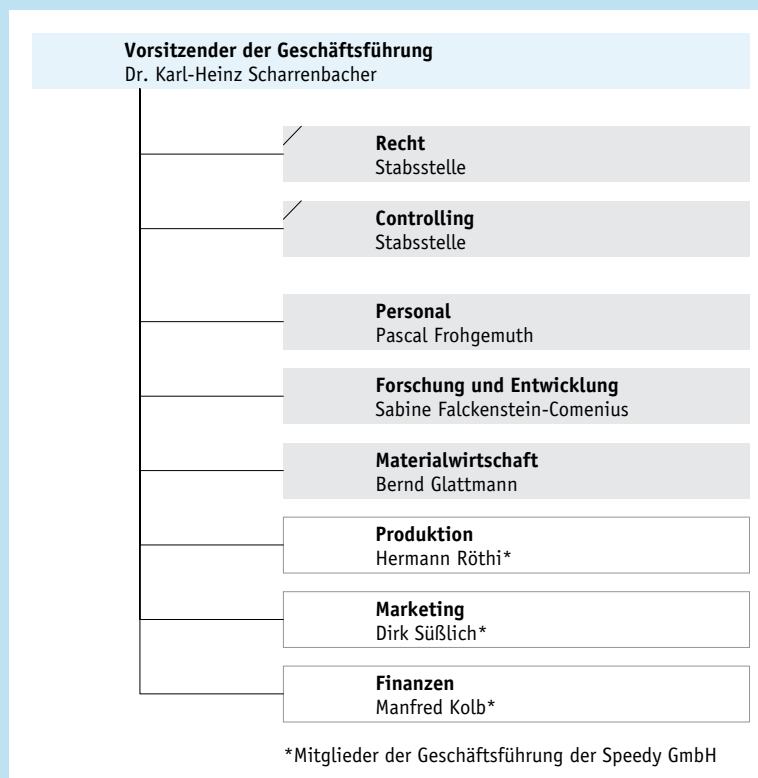 Vorsitzender der Geschäftsführung
Dr. Karl-Heinz Scharrenbacher
Recht
Stabsstelle
Controlling
Stabsstelle
Personal
Pascal Frohgemuth
Forschung und Entwicklung
Sabine Falckenstein-Comenius
Materialwirtschaft
Bernd Glattmann
Produktion
Hermann Röthi*
Marketing
Dirk Süßlich*
Finanzen
Manfred Kolb*
*Mitglieder der Geschäftsführung der Speedy GmbH